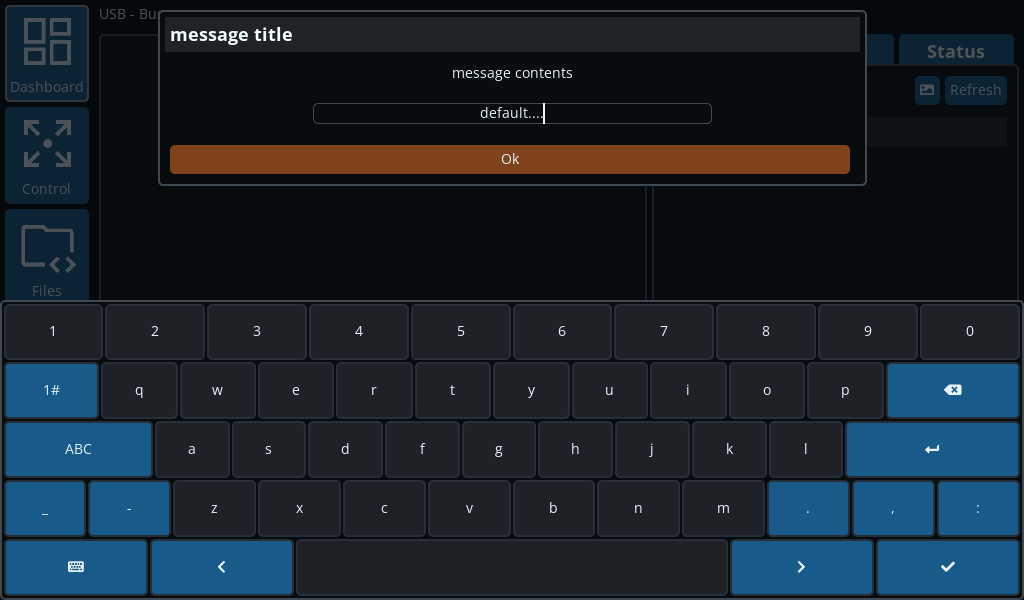 USB - Bu
message title
Dashboard
message contents
Status
Refresh
default....
Ok
Control
Files
1 2 3 4 5 6 7 8 9 0
1# q w e r t y u i o p
ABC a s d f g h j k l
_ - z x c v b n m . , :